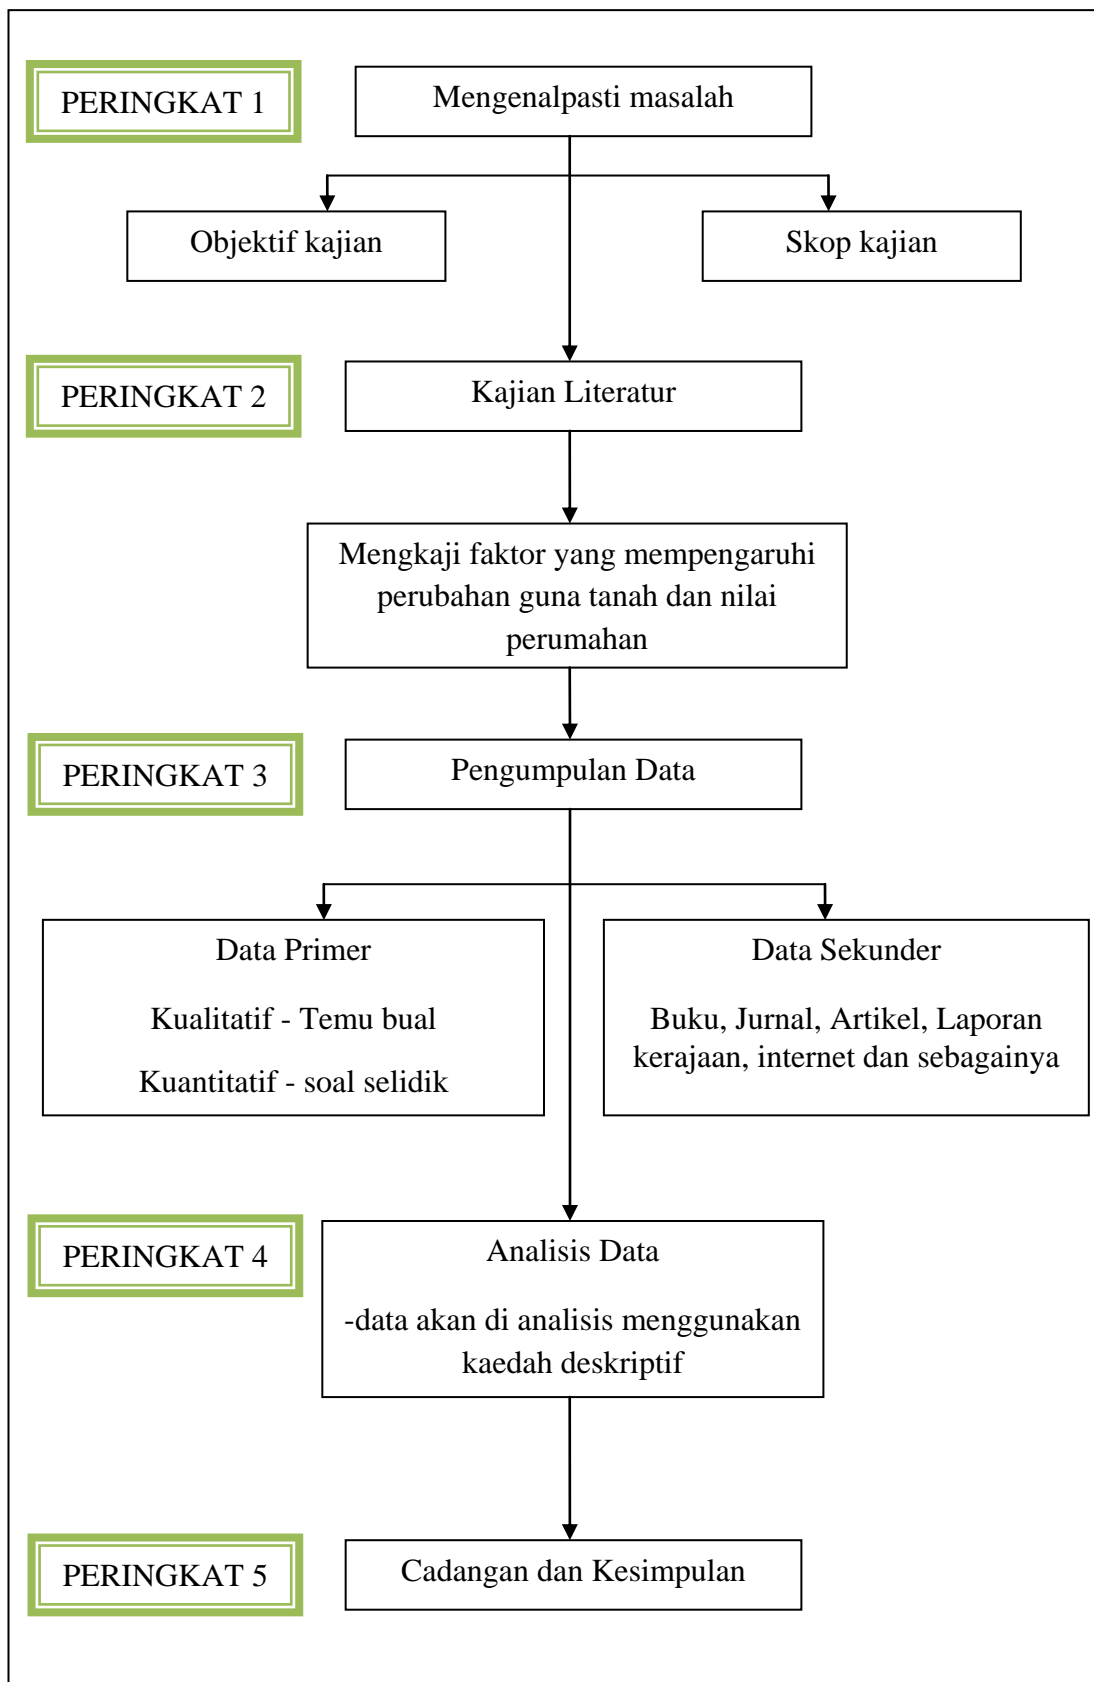 PERINGKAT 1
Mengenalpasti masalah
Objektif kajian
Skop kajian
PERINGKAT 2
Kajian Literatur
Mengkaji faktor yang mempengaruhi
perubahan guna tanah dan nilai
perumahan
PERINGKAT 3
Pengumpulan Data
Data Primer
Kualitatif - Temu bual
Kuantitatif - soal selidik
Data Sekunder
Buku, Jurnal, Artikel, Laporan
kerajaan, internet dan sebagainya
PERINGKAT 4
Analisis Data
-data akan di analisis menggunakan
kaedah deskriptif
PERINGKAT 5
Cadangan dan Kesimpulan